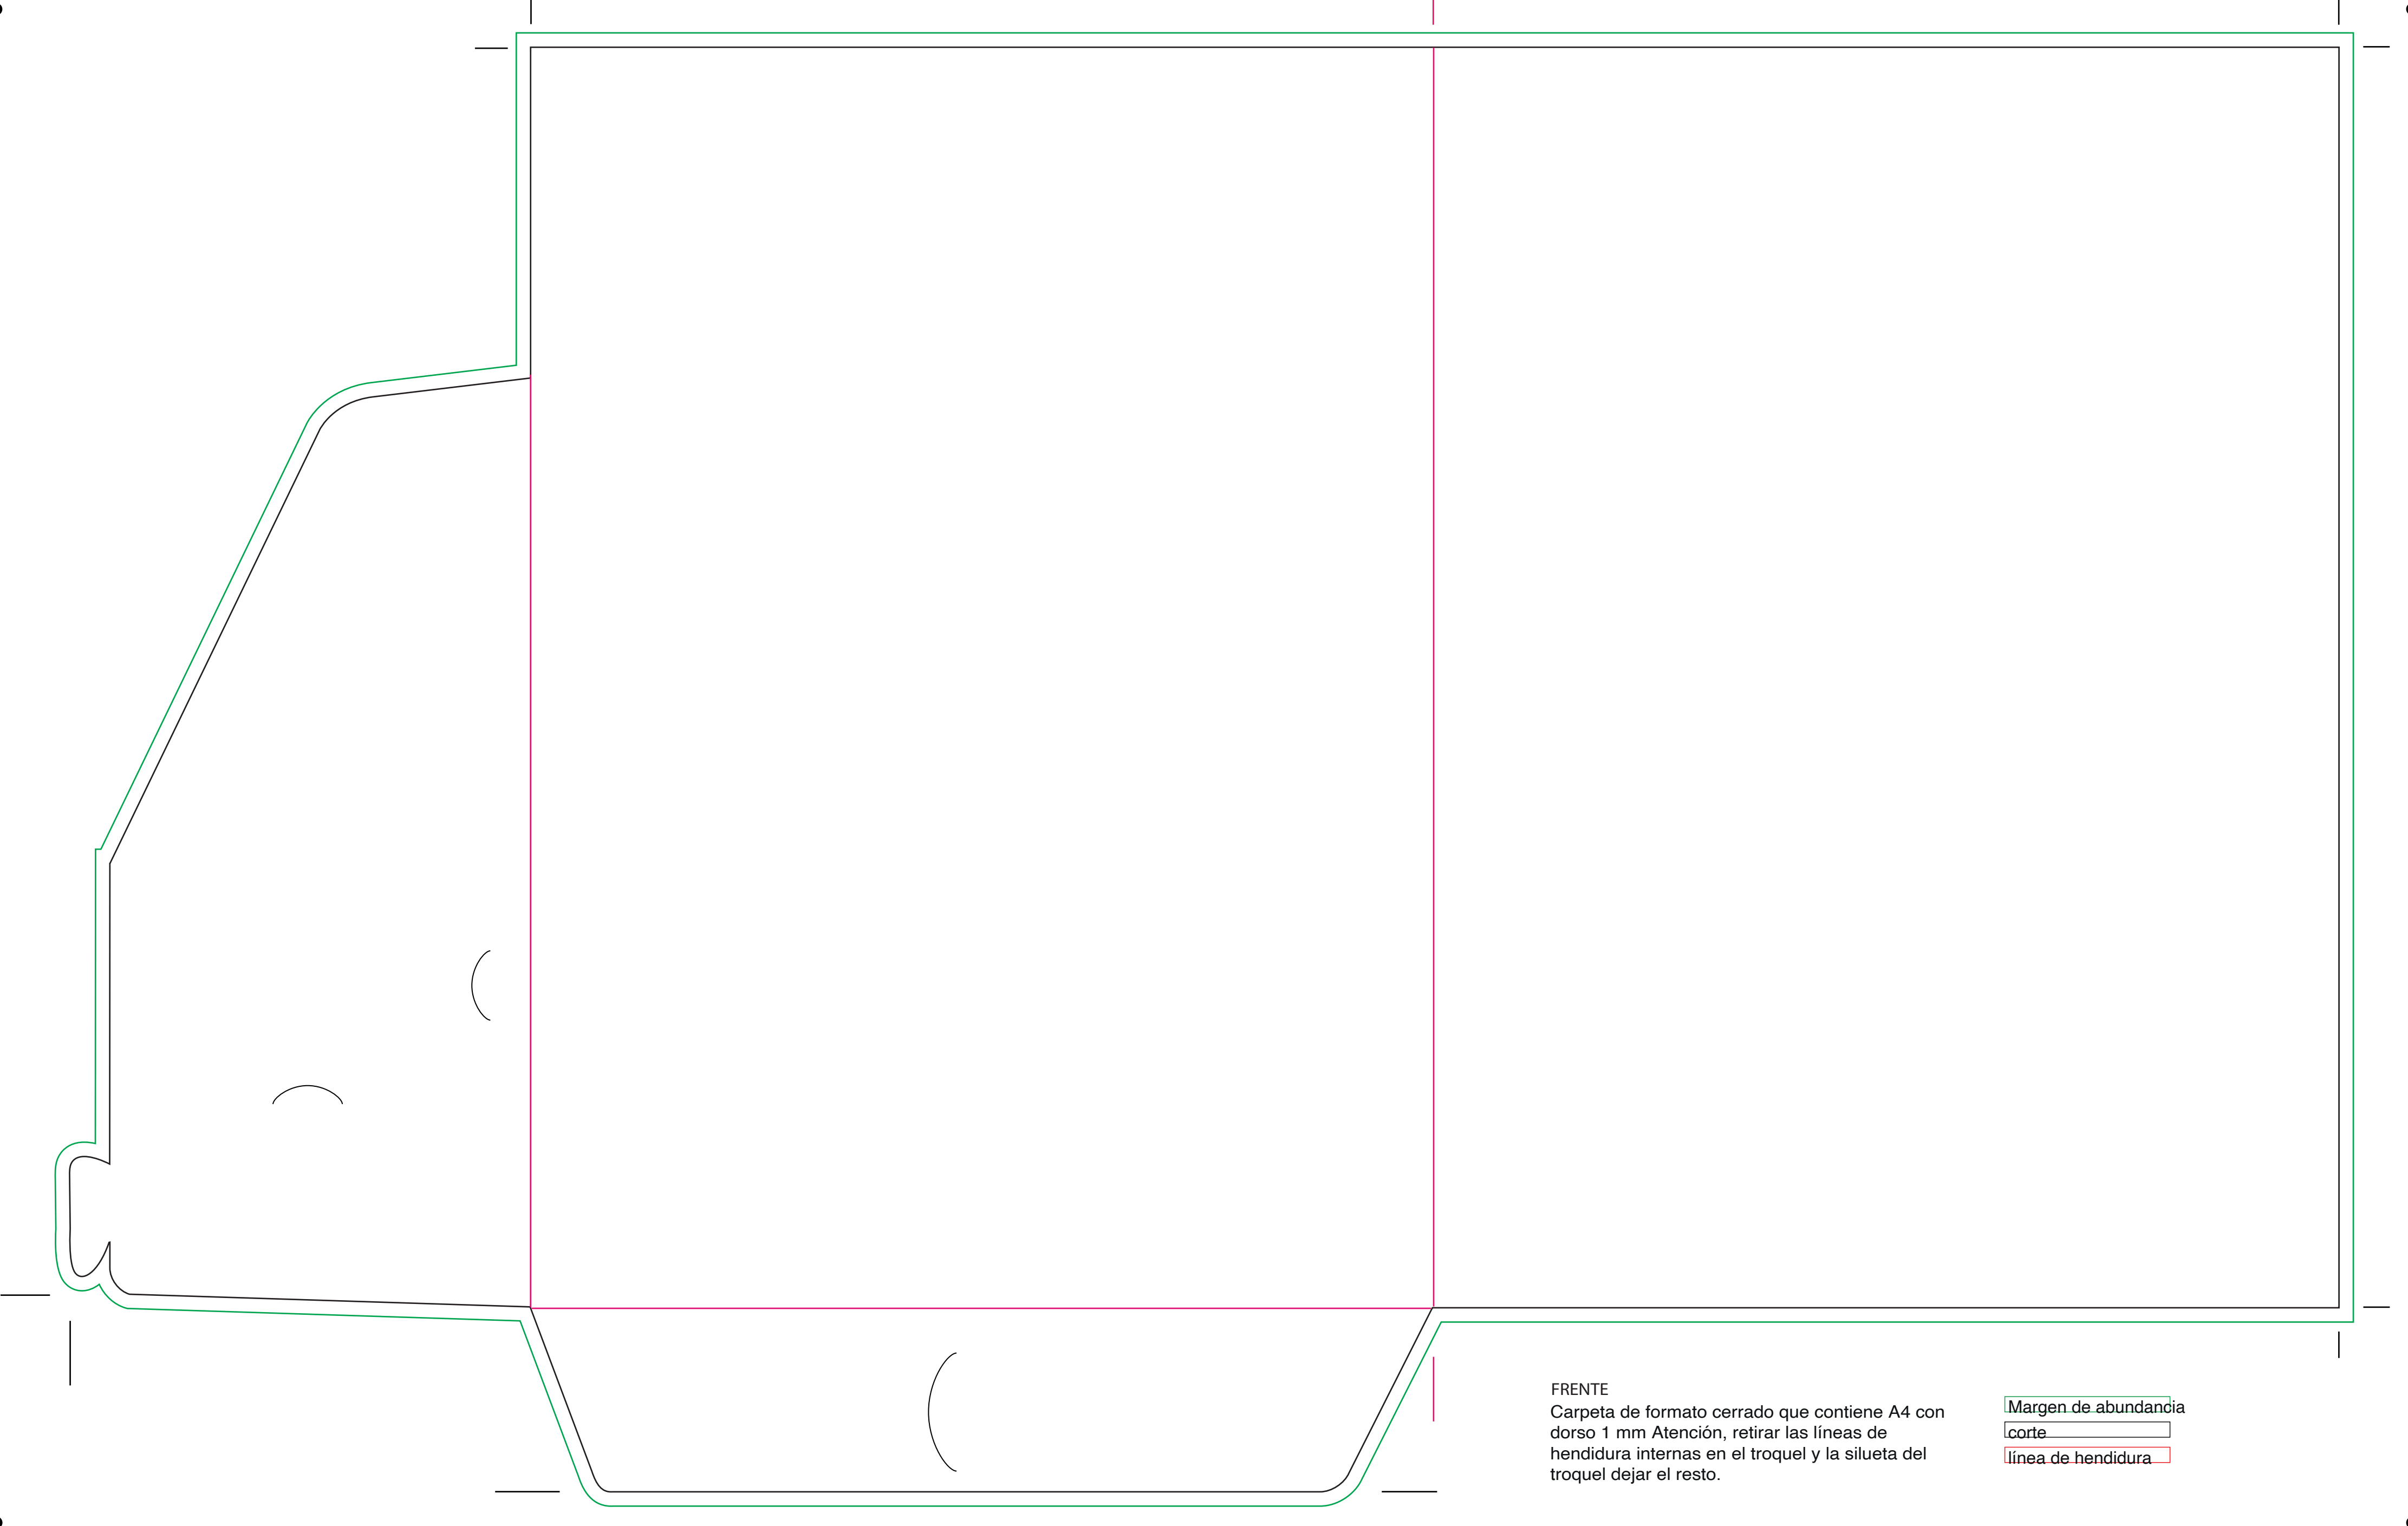 FRENTE
Carpeta de formato cerrado que contiene A4 con
dorso 1 mm Atención, retirar las líneas de
hendidura internas en el troquel y la silueta del
troquel dejar el resto.
Margen de abundancia
corte
línea de hendidura